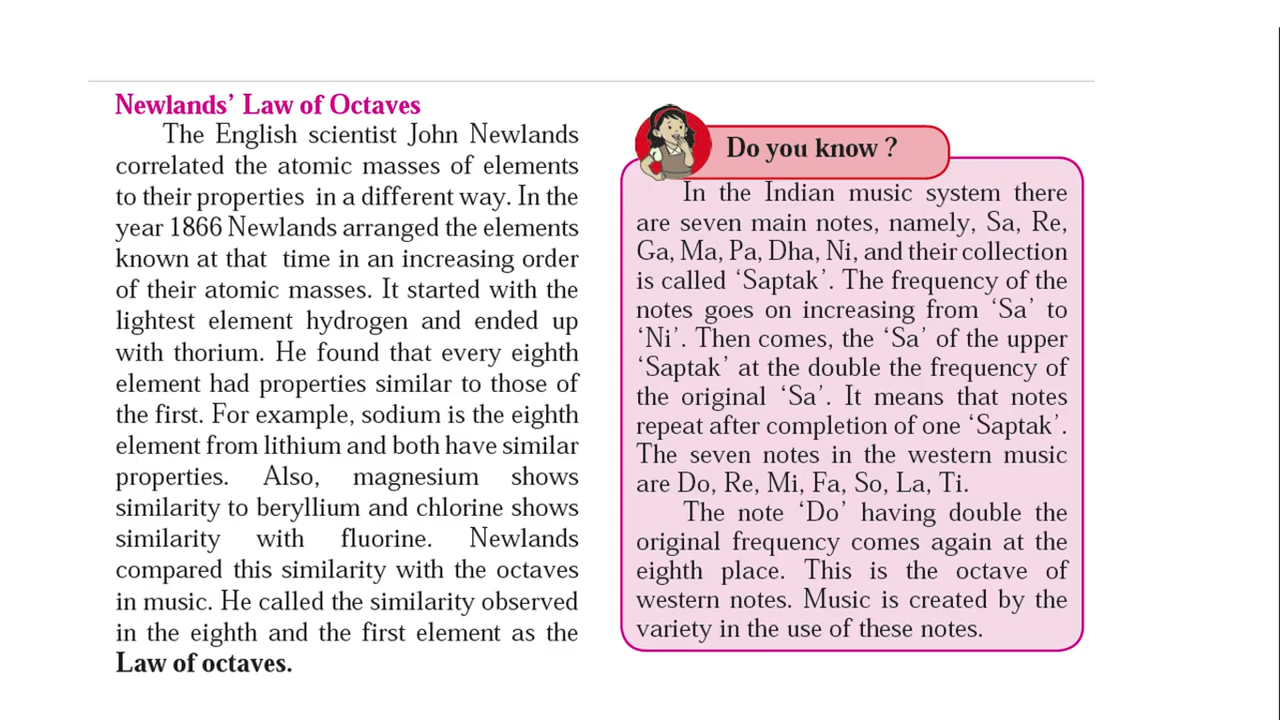 Newlands’ Law of Octaves
The English scientist John Newlands
correlated the atomic masses of elements
to their properties in a different way. In the
year 1866 Newlands arranged the elements
known at that time in an increasing order
of their atomic masses. It started with the
lightest element hydrogen and ended up
with thorium. He found that every eighth
element had properties similar to those of
the first. For example, sodium is the eighth
element from lithium and both have similar
properties. Also, magnesium shows
similarity to beryllium and chlorine shows
similarity with fluorine. Newlands
compared this similarity with the octaves
in music. He called the similarity observed
in the eighth and the first element as the
Law of octaves.
Do you know ?
In the Indian music system there
are seven main notes, namely, Sa, Re,
Ga, Ma, Pa, Dha, Ni, and their collection
is called ‘Saptak’. The frequency of the
notes goes on increasing from ‘Sa’ to
‘Ni’. Then comes, the ‘Sa’ of the upper
‘Saptak’ at the double the frequency of
the original ‘Sa’. It means that notes
repeat after completion of one ‘Saptak’.
The seven notes in the western music
are Do, Re, Mi, Fa, So, La, Ti.
The note ‘Do’ having double the
original frequency comes again at the
eighth place. This is the octave of
western notes. Music is created by the
variety in the use of these notes.